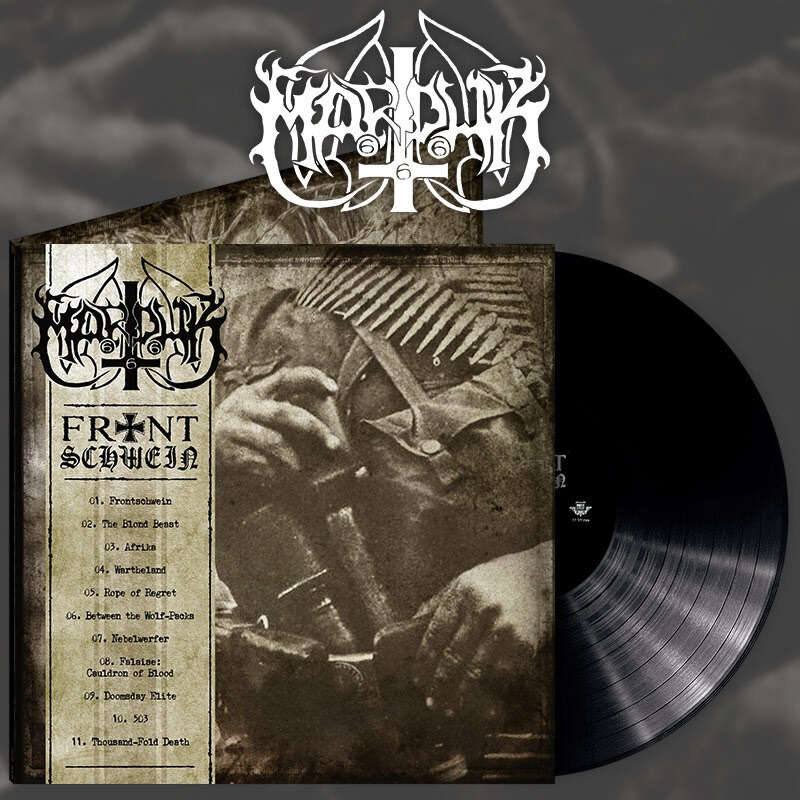 MARDUK
666
MARDUK
666
FRONT
SCHWEIN
01. Frontschwein
02. The Blond Beast
03. Afrika
04. Wartheland
05. Rope of Regret
06. Between the Wolf-Packs
07. Nebelwerfer
08. Falaise:
Cauldron of Blood
09. Doomsday Elite
10. 503
11. Thousand-Fold Death